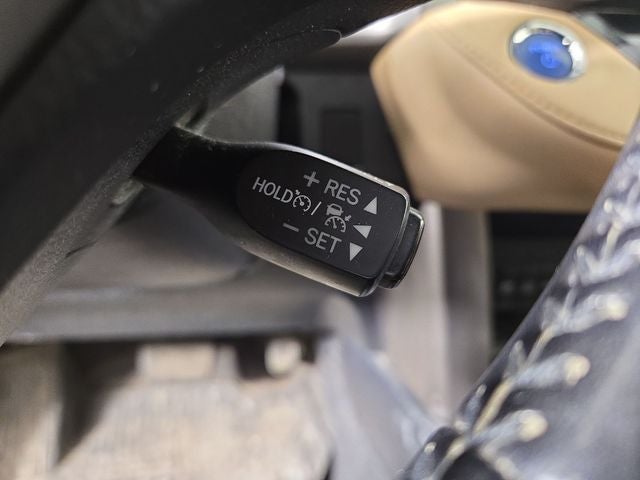 + RES
HOLD /
− SET